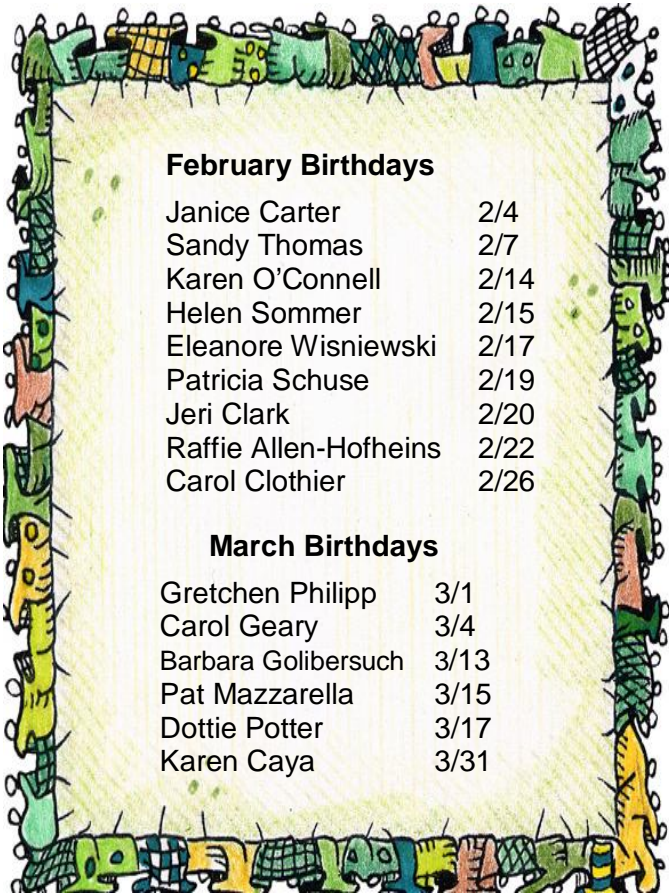 February Birthdays
Janice Carter 2/4
Sandy Thomas 2/7
Karen O’Connell 2/14
Helen Sommer 2/15
Eleanore Wisniewski 2/17
Patricia Schuse 2/19
Jeri Clark 2/20
Raffie Allen-Hofheins 2/22
Carol Clothier 2/26
March Birthdays
Gretchen Philipp 3/1
Carol Geary 3/4
Barbara Golibersuch 3/13
Pat Mazzarella 3/15
Dottie Potter 3/17
Karen Caya 3/31